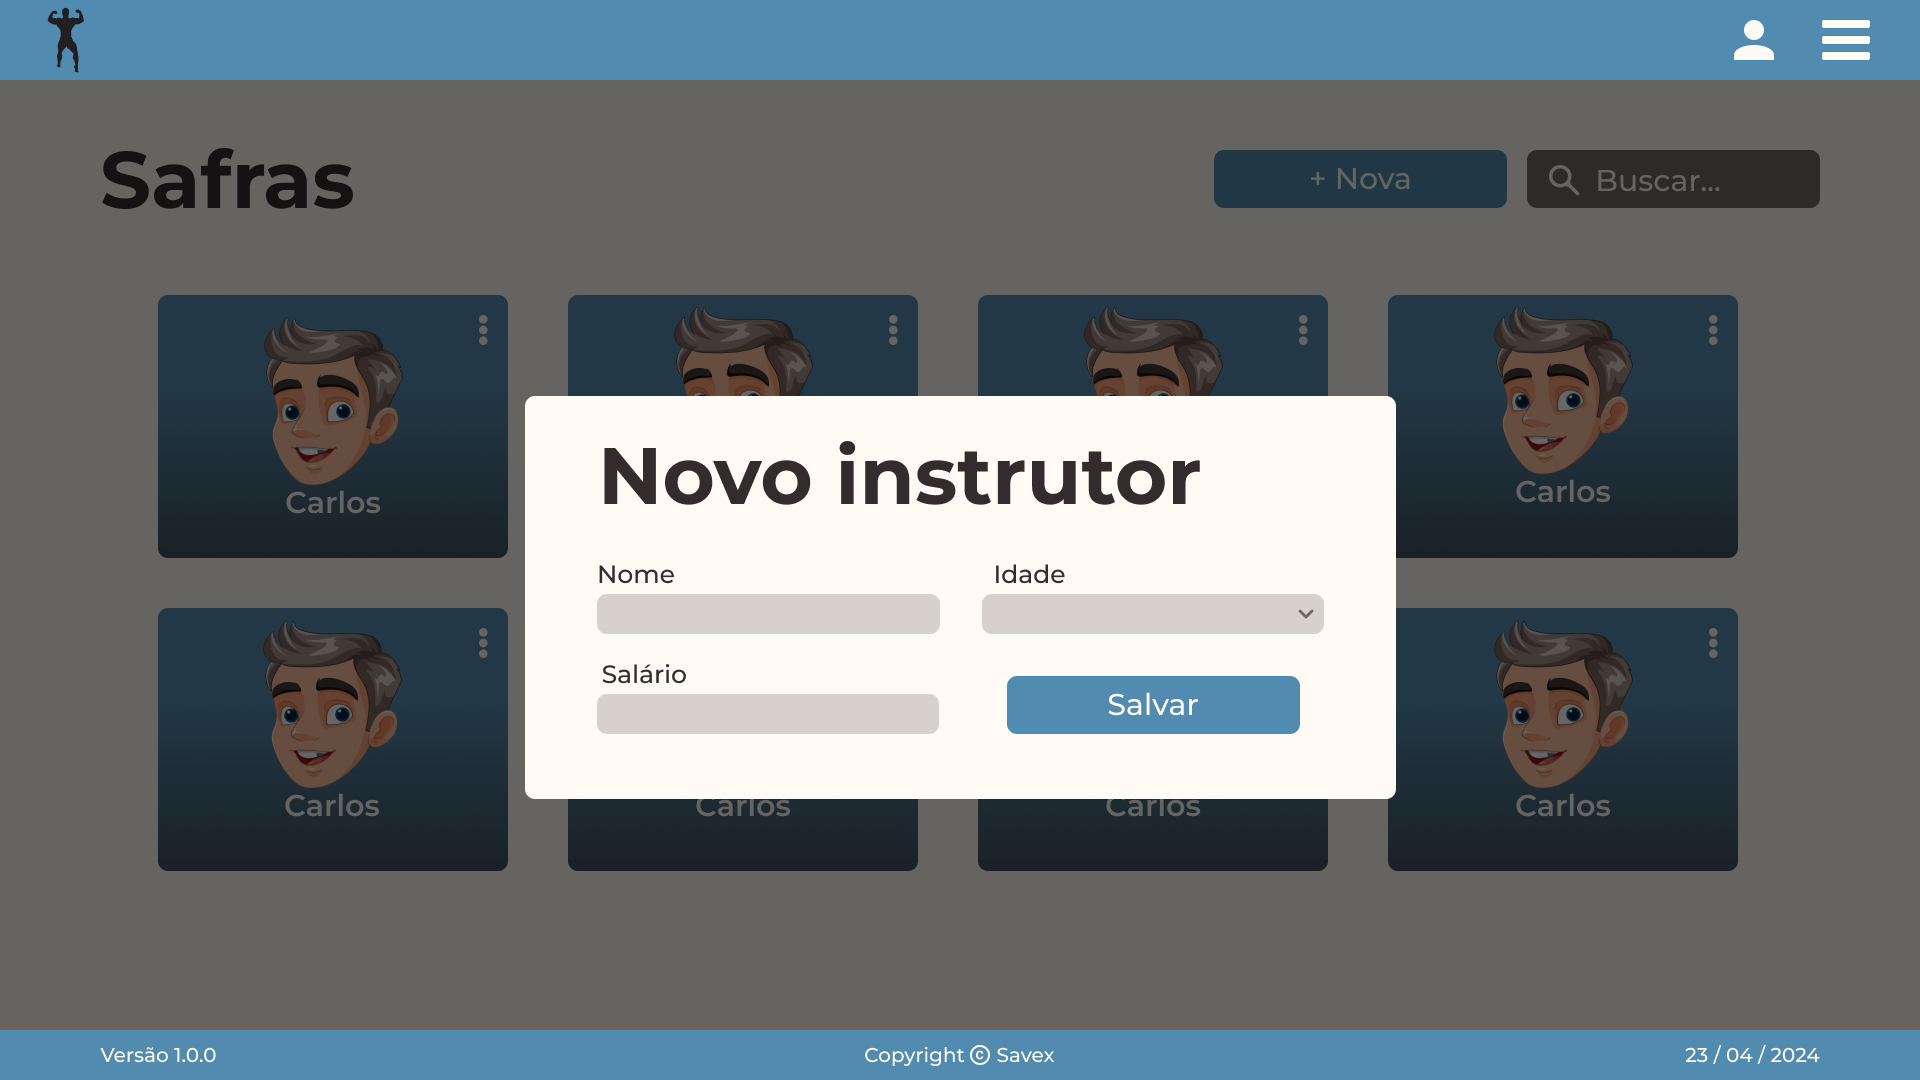 Safras
+ Nova
Buscar...
Carlos
Carlos
Novo instrutor
Nome
Idade
Salário
Salvar
Carlos
Carlos
Carlos
Carlos
Versão 1.0.0
Copyright © Savex
23 / 04 / 2024